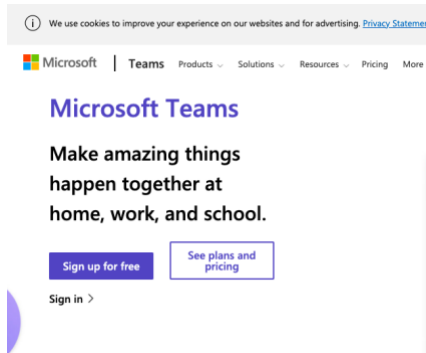 We use cookies to improve your experience on our websites and for advertising. Privacy Statement
Microsoft | Teams Products Solutions Resources Pricing More
Microsoft Teams
Make amazing things
happen together at
home, work, and school.
Sign up for free
See plans and
pricing
Sign in